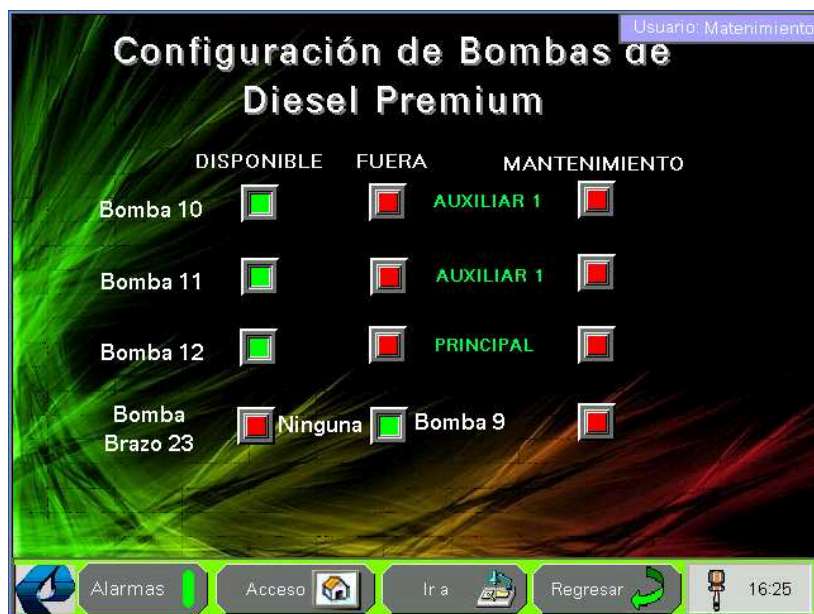 Usuario: Matenimiento
Configuración de Bombas de
Diesel Premium
DISPONIBLE FUERA MANTENIMIENTO
Bomba 10 AUXILIAR 1
Bomba 11 AUXILIAR 1
Bomba 12 PRINCIPAL
Bomba
Brazo 23 Ninguna Bomba 9
Alarmas Acceso Ir a Regresar 16:25